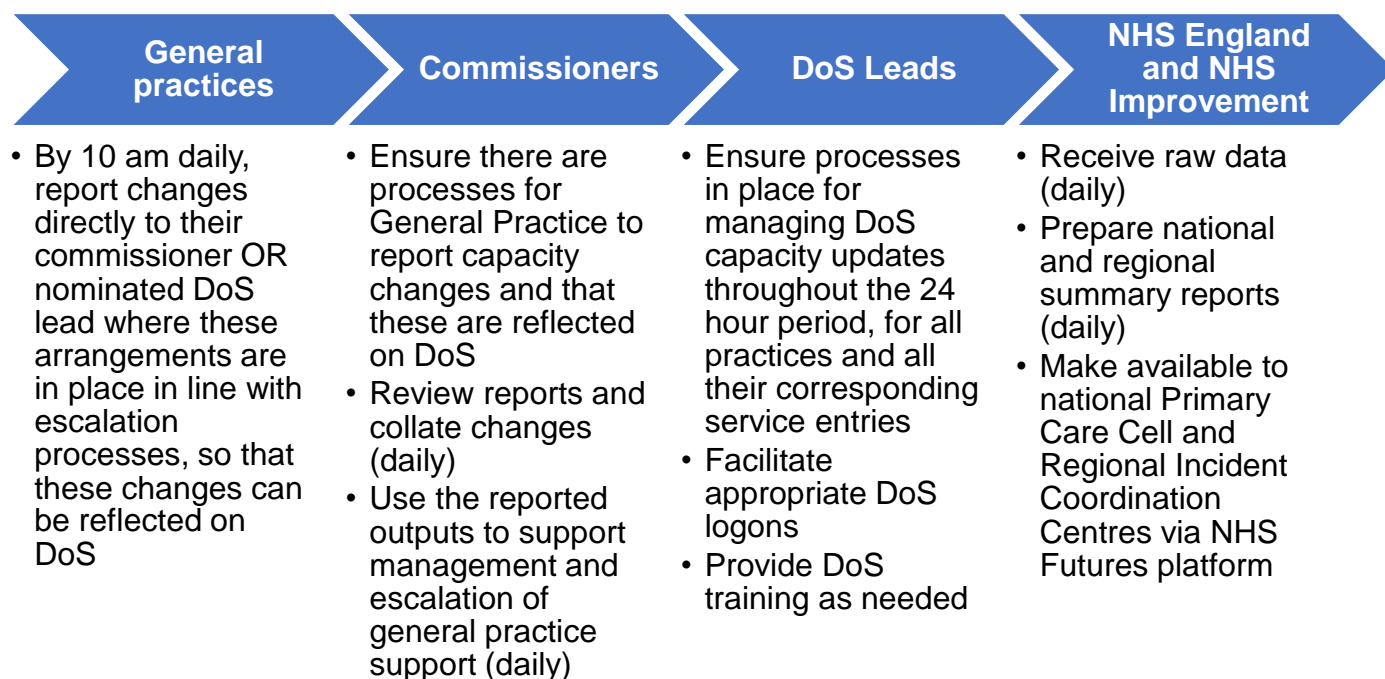 General
practices
• By 10 am daily,
report changes
directly to their
commissioner OR
nominated DoS
lead where these
arrangements are
in place in line with
escalation
processes, so that
these changes can
be reflected on
DoS
Commissioners
• Ensure there are
processes for
General Practice to
report capacity
changes and that
these are reflected
on DoS
• Review reports and
collate changes
(daily)
• Use the reported
outputs to support
management and
escalation of
general practice
support (daily)
DoS Leads
• Ensure processes
in place for
managing DoS
capacity updates
throughout the 24
hour period, for all
practices and all
their corresponding
service entries
• Facilitate
appropriate DoS
logons
• Provide DoS
training as needed
NHS England
and NHS
Improvement
• Receive raw data
(daily)
• Prepare national
and regional
summary reports
(daily)
• Make available to
national Primary
Care Cell and
Regional Incident
Coordination
Centres via NHS
Futures platform